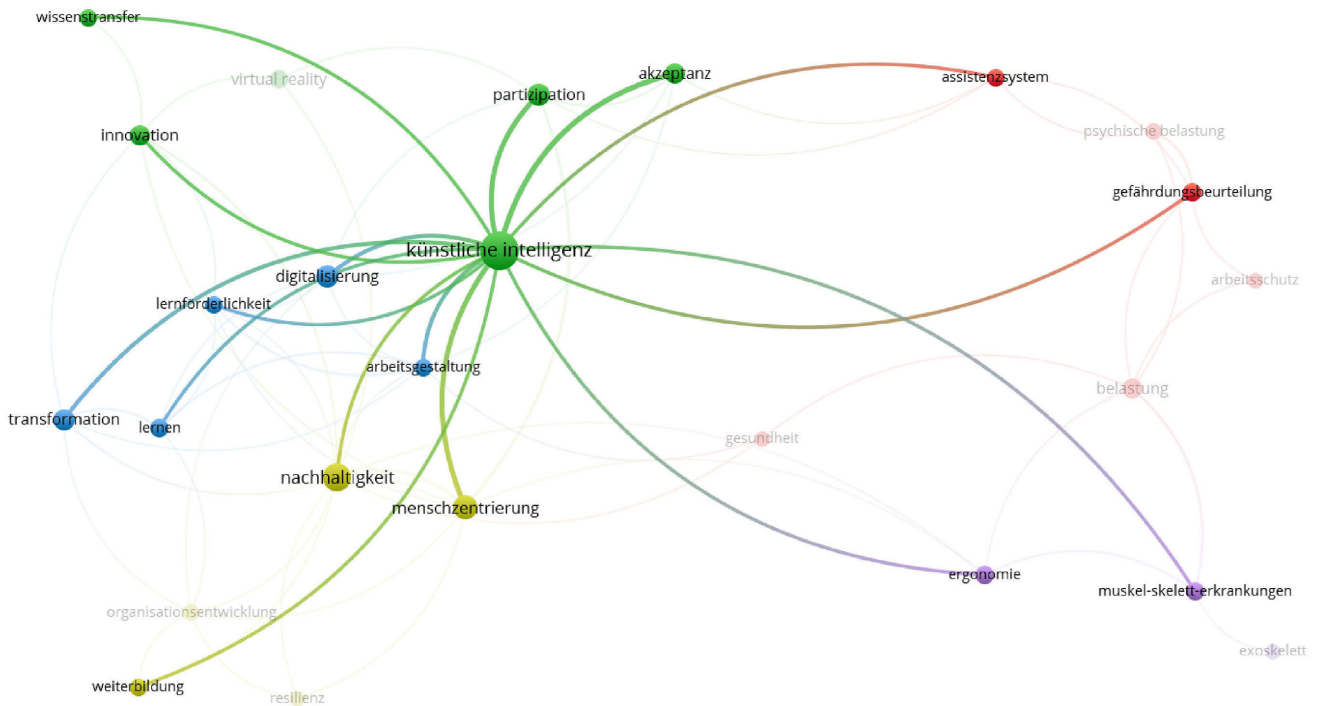 wissenstransfer
virtual reality
akzeptanz
assistenzsystem
partizipation
innovation
psychische belastung
gefährdungsbeurteilung
künstliche intelligenz
digitalisierung
arbeitsschutz
lernförderlichkeit
arbeitsgestaltung
belastung
transformation
lernen
gesundheit
nachhaltigkeit
menschzentrierung
ergonomie
muskel-skelett-erkrankungen
organisationsentwicklung
exoskelett
weiterbildung
resilienz